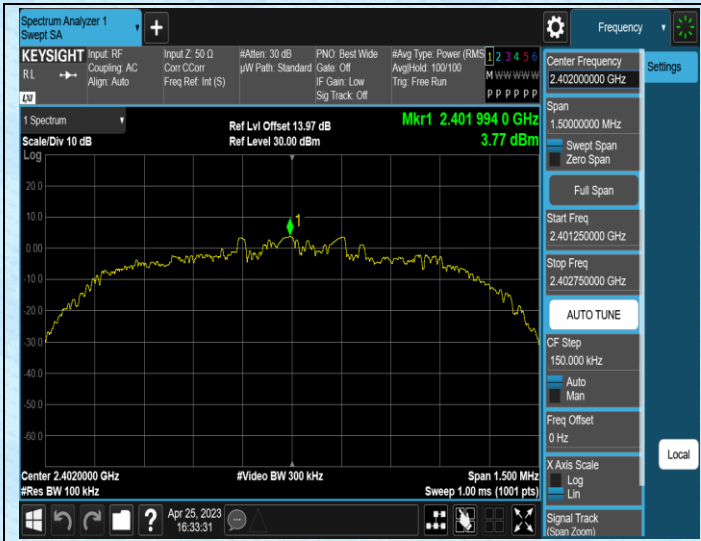 Spectrum Analyzer 1
Swept SA
Frequency
KEYSIGHT
RL
LXI
Input: RF
Coupling: AC
Align: Auto
Input Z: 50 Ω
Corr CCorr
Freq Ref: Int (S)
#Atten: 30 dB
µW Path: Standard
PNO: Best Wide
Gate: Off
IF Gain: Low
Sig Track: Off
#Avg Type: Power (RMS
Avg|Hold: 100/100
Trig: Free Run
1 2 3 4 5 6
M W W W W W
P P P P P P
1 Spectrum
Scale/Div 10 dB
Log
Ref Lvl Offset 13.97 dB
Ref Level 30.00 dBm
Mkr1 2.401 994 0 GHz
3.77 dBm
20.0
10.0
1
0.00
-10.0
-20.0
-30.0
-40.0
-50.0
-60.0
Center 2.4020000 GHz
#Res BW 100 kHz
#Video BW 300 kHz
Span 1.500 MHz
Sweep 1.00 ms (1001 pts)
?
Apr 25, 2023
16:33:31
Center Frequency
2.402000000 GHz
Span
1.50000000 MHz
Swept Span
Zero Span
Full Span
Start Freq
2.401250000 GHz
Stop Freq
2.402750000 GHz
AUTO TUNE
CF Step
150.000 kHz
Auto
Man
Freq Offset
0 Hz
X Axis Scale
Log
Lin
Signal Track
(Span Zoom)
Settings
Local